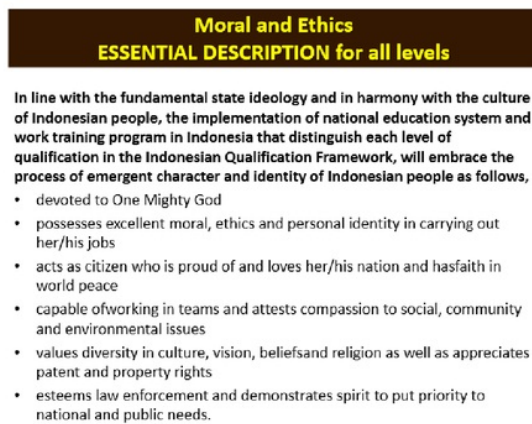 Moral and Ethics
ESSENTIAL DESCRIPTION for all levels
In line with the fundamental state ideology and in harmony with the culture
of Indonesian people, the implementation of national education system and
work training program in Indonesia that distinguish each level of
qualification in the Indonesian Qualification Framework, will embrace the
process of emergent character and identity of Indonesian people as follows,
• devoted to One Mighty God
• possesses excellent moral, ethics and personal identity in carrying out
her/his jobs
• acts as citizen who is proud of and loves her/his nation and hasfaith in
world peace
• capable ofworking in teams and attests compassion to social, community
and environmental issues
• values diversity in culture, vision, beliefsand religion as well as appreciates
patent and property rights
• esteems law enforcement and demonstrates spirit to put priority to
national and public needs.